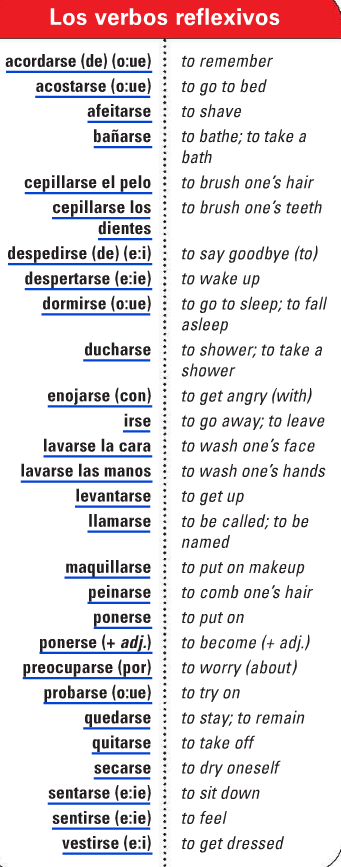 Los verbos reflexivos
acordarse (de) (o:ue) to remember
acostarse (o:ue) to go to bed
afeitarse to shave
bañarse to bathe; to take a
bath
cepillarse el pelo to brush one's hair
cepillarse los to brush one's teeth
dientes
despedirse (de) (e:i) to say goodbye (to)
despertarse (e:ie) to wake up
dormirse (o:ue) to go to sleep; to fall
asleep
ducharse to shower; to take a
shower
enojarse (con) to get angry (with)
irse to go away; to leave
lavarse la cara to wash one's face
lavarse las manos to wash one's hands
levantarse to get up
llamarse to be called; to be
named
maquillarse to put on makeup
peinarse to comb one's hair
ponerse to put on
ponerse (+ adj.) to become (+ adj.)
preocuparse (por) to worry (about)
probarse (o:ue) to try on
quedarse to stay; to remain
quitarse to take off
secarse to dry oneself
sentarse (e:ie) to sit down
sentirse (e:ie) to feel
vestirse (e:i) to get dressed